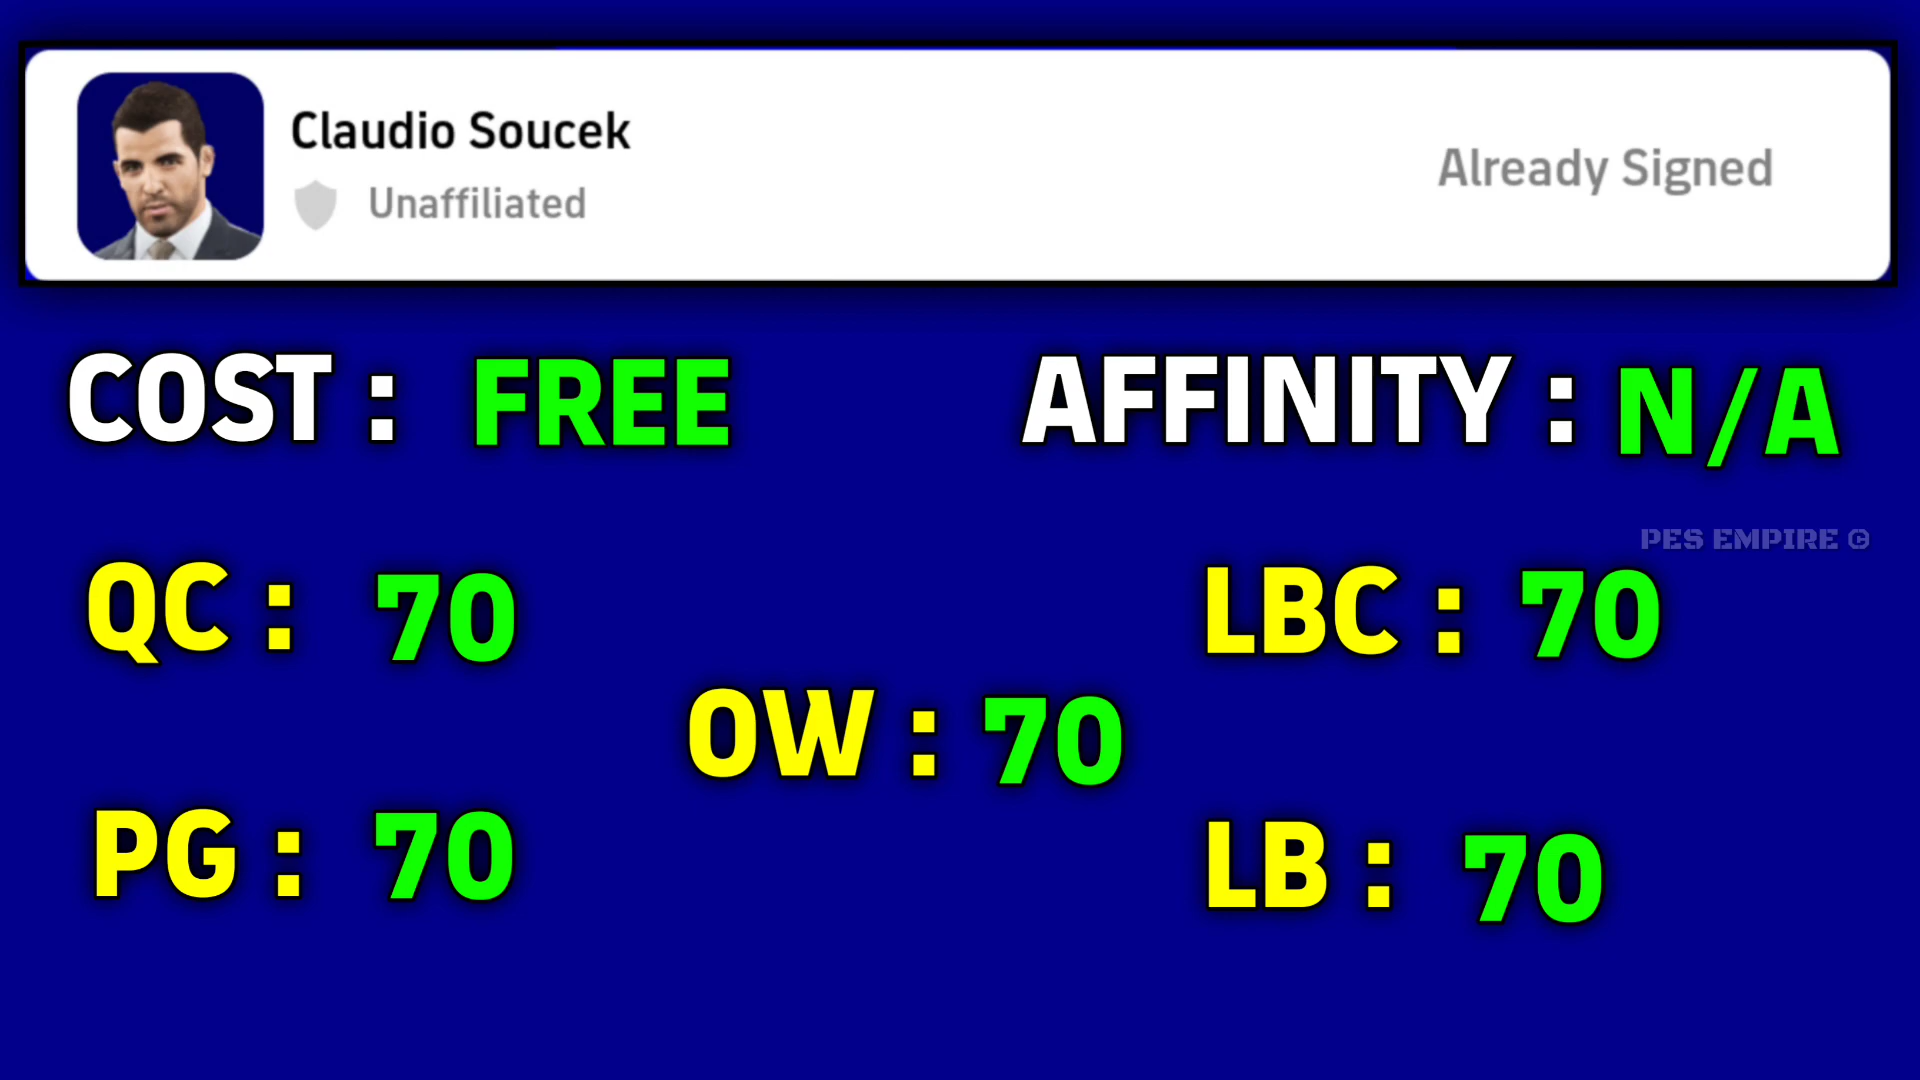 Claudio Soucek
Unaffiliated
Already Signed
COST : FREE
AFFINITY : N/A
PES EMPIRE
QC : 70
LBC : 70
OW : 70
PG : 70
LB : 70